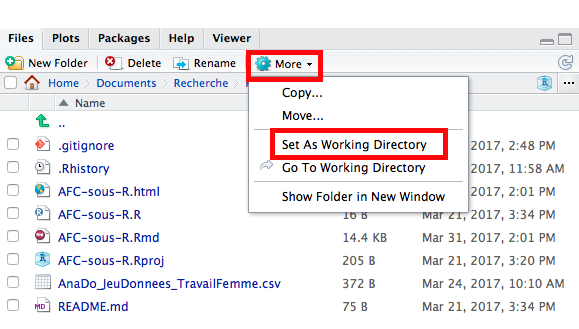 Files Plots Packages Help Viewer
New Folder Delete Rename More
Home Documents Recherche
Name
Copy...
Move...
Set As Working Directory
Go To Working Directory
Show Folder in New Window
..
.gitignore 2017, 2:48 PM
.Rhistory 2017, 11:58 AM
AFC-sous-R.html 2017, 2:01 PM
AFC-sous-R.R 16 B Mar 21, 2017, 3:34 PM
AFC-sous-R.Rmd 14.4 KB Mar 21, 2017, 2:01 PM
AFC-sous-R.Rproj 205 B Mar 21, 2017, 3:20 PM
AnaDo_JeuDonnees_TravailFemme.csv 372 B Mar 24, 2017, 10:10 AM
README.md 75 B Mar 21, 2017, 3:34 PM